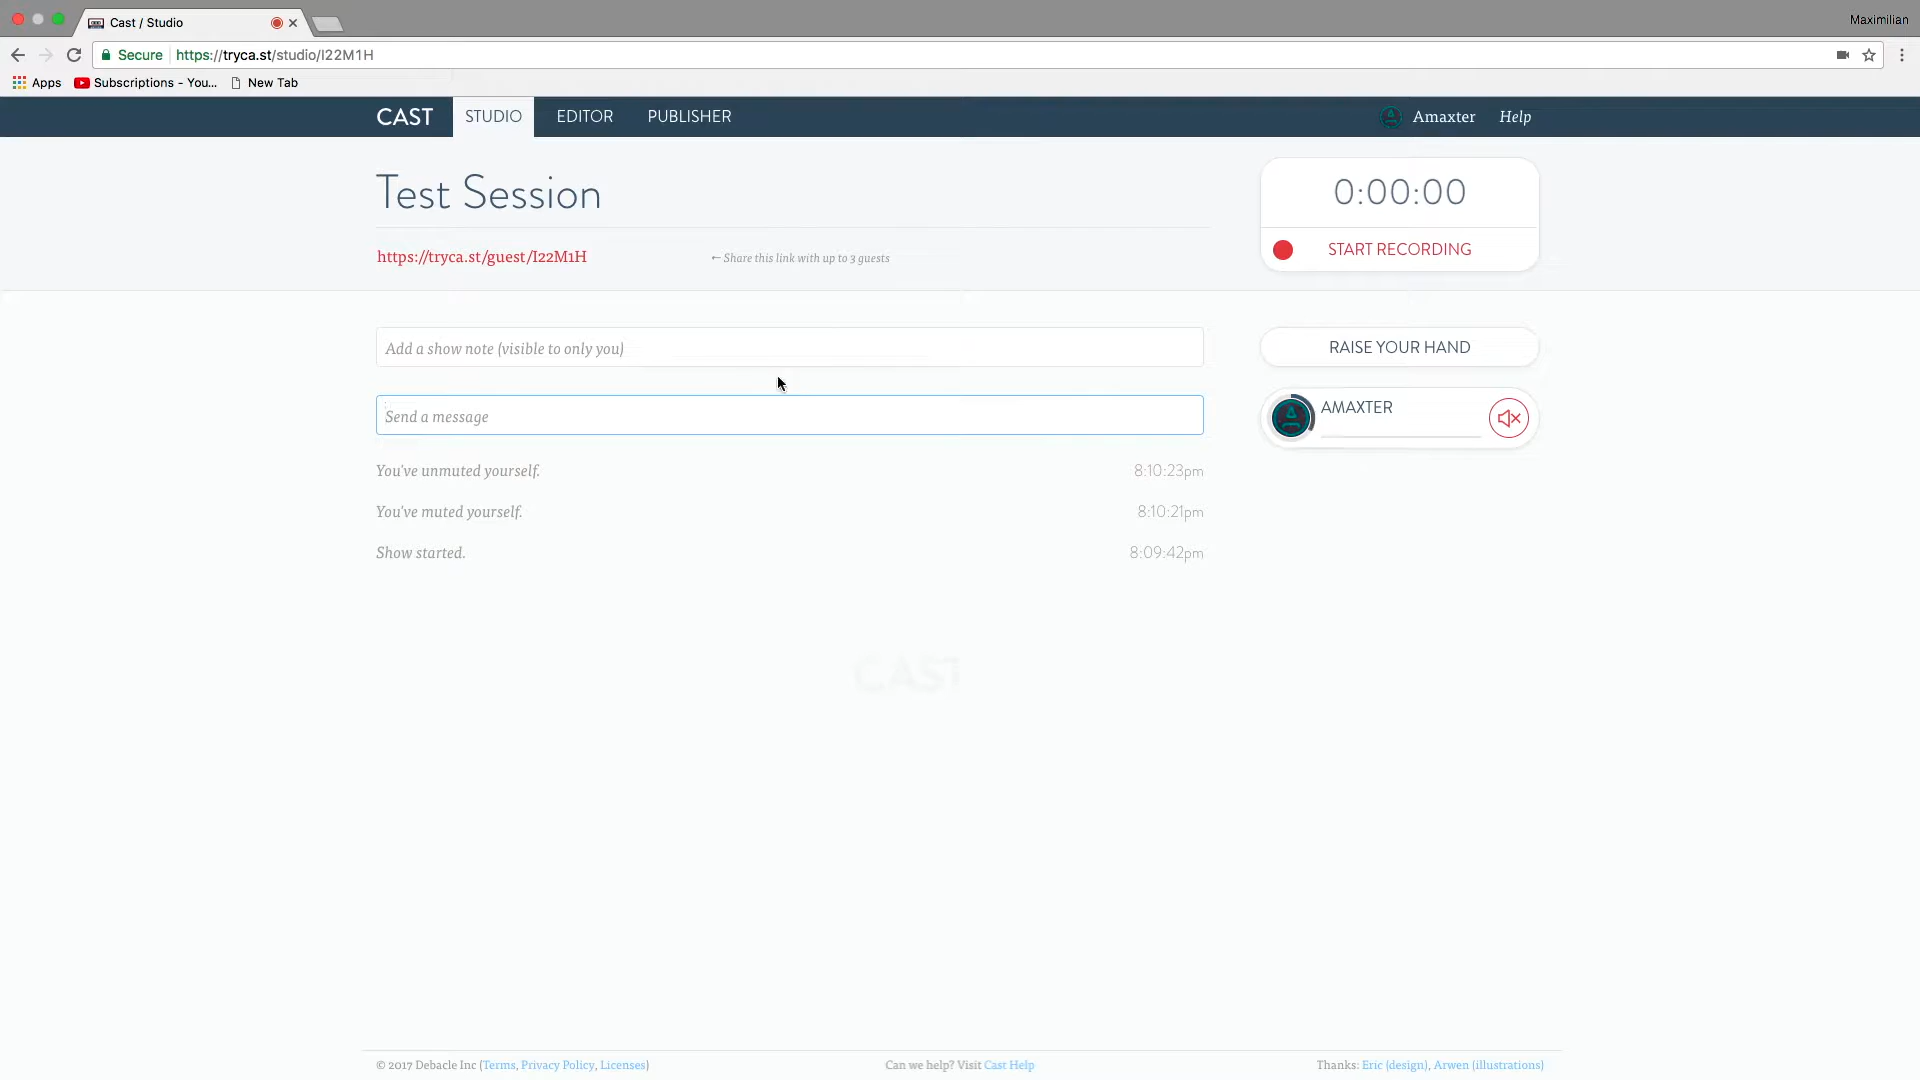 Cast / Studio
Maximilian
Secure https://tryca.st/studio/I22M1H
Apps Subscriptions - You... New Tab
CAST STUDIO EDITOR PUBLISHER Amaxter Help
Test Session
0:00:00
https://tryca.st/guest/I22M1H ← Share this link with up to 3 guests
START RECORDING
Add a show note (visible to only you)
RAISE YOUR HAND
Send a message
AMAXTER
You've unmuted yourself. 8:10:23pm
You've muted yourself. 8:10:21pm
Show started. 8:09:42pm
CAST
© 2017 Debacle Inc (Terms, Privacy Policy, Licenses) Can we help? Visit Cast Help Thanks: Eric (design), Arwen (illustrations)